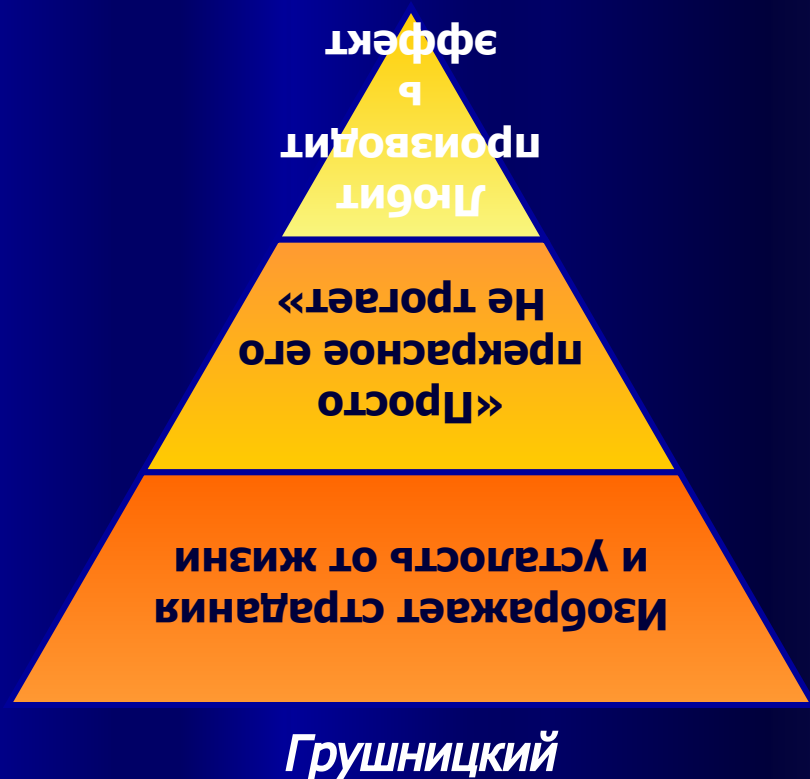 Изображает страдания
и усталость от жизни
«Просто
прекрасное его
Не трогает»
Любит
производит
ь
эффект
Грушницкий